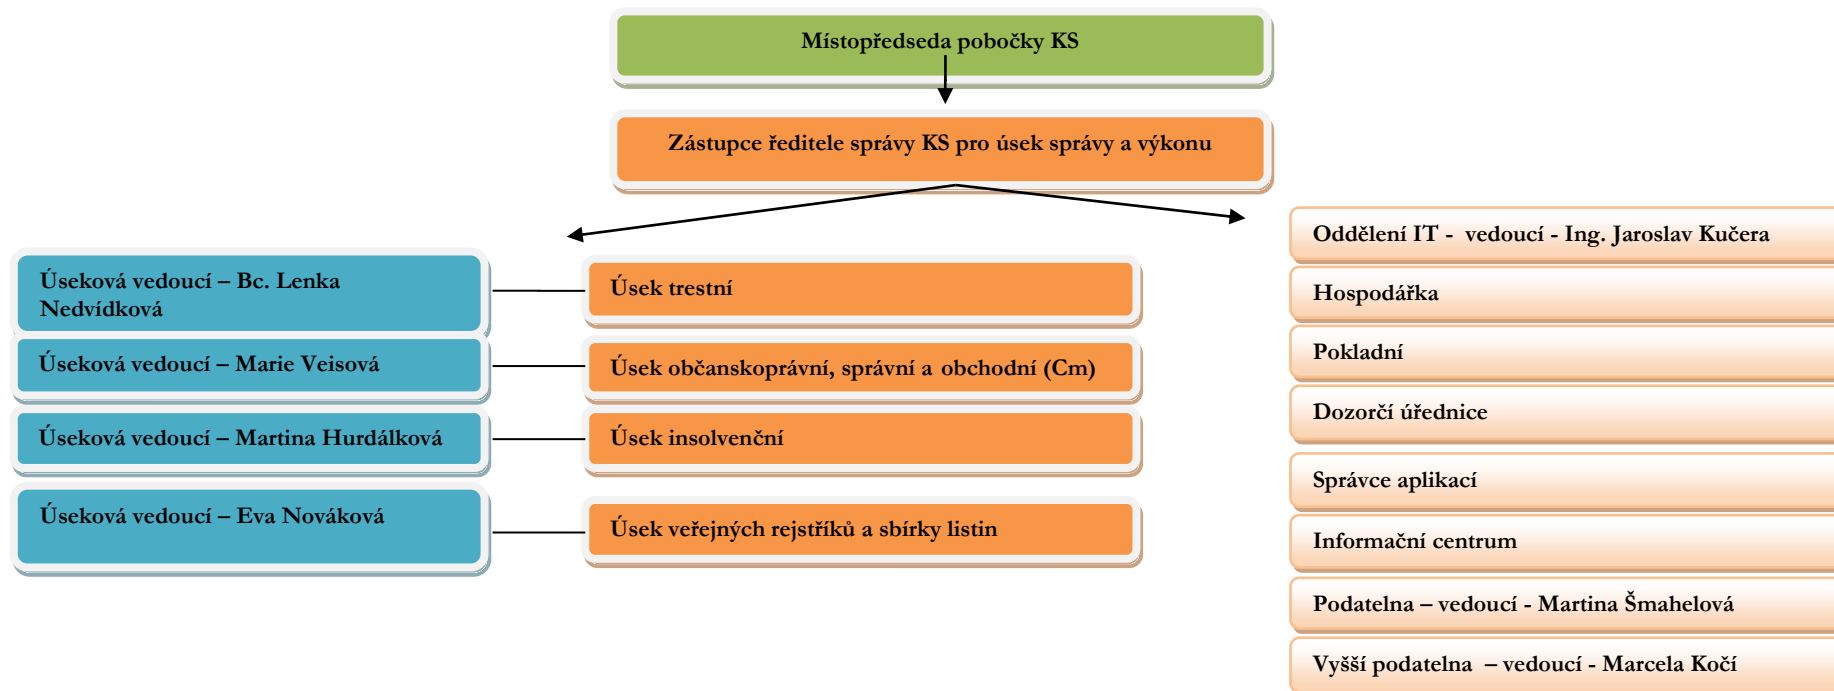 Místopředseda pobočky KS
Zástupce ředitele správy KS pro úsek správy a výkonu
Úseková vedoucí – Bc. Lenka
Nedvídková
Úsek trestní
Úseková vedoucí – Marie Veisová
Úsek občanskoprávní, správní a obchodní (Cm)
Úseková vedoucí – Martina Hurdálková
Úsek insolvenční
Úseková vedoucí – Eva Nováková
Úsek veřejných rejstříků a sbírky listin
Oddělení IT - vedoucí - Ing. Jaroslav Kučera
Hospodářka
Pokladní
Dozorčí úřednice
Správce aplikací
Informační centrum
Podatelna – vedoucí - Martina Šmahelová
Vyšší podatelna – vedoucí - Marcela Kočí